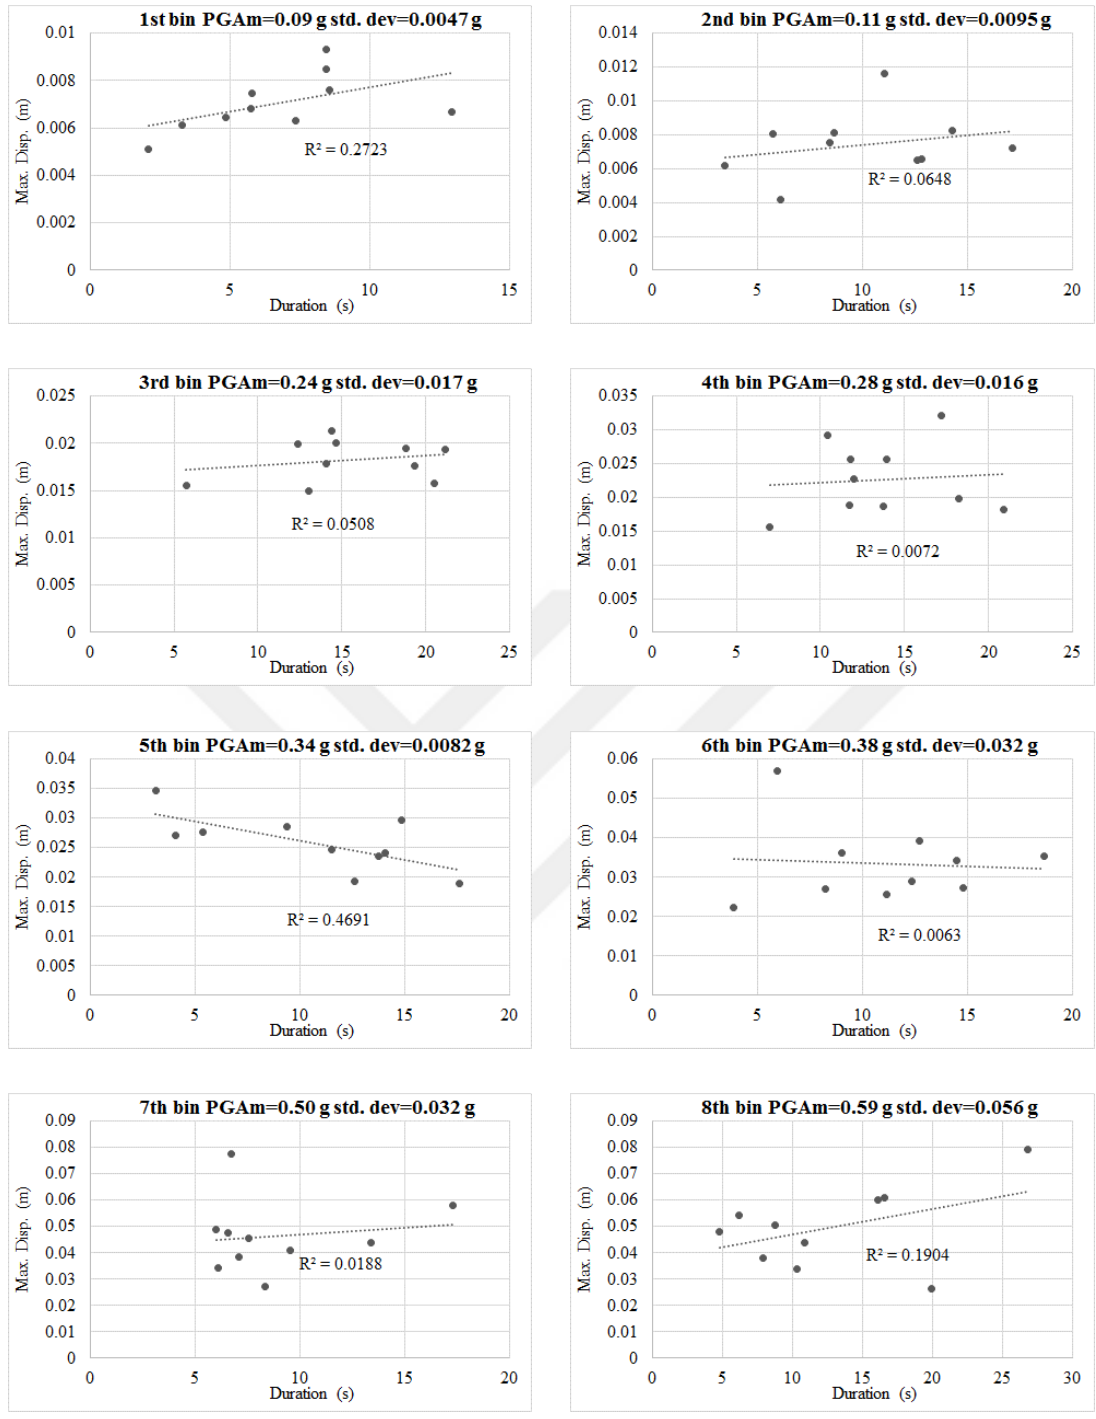 1st bin PGAm=0.09 g std. dev=0.0047 g
Max. Disp. (m)
0.01
0.008
0.006
0.004
0.002
0
R² = 0.2723
0 5 10 15
Duration (s)
2nd bin PGAm=0.11 g std. dev=0.0095 g
Max. Disp. (m)
0.014
0.012
0.01
0.008
0.006
0.004
0.002
0
R² = 0.0648
0 5 10 15 20
Duration (s)
3rd bin PGAm=0.24 g std. dev=0.017 g
Max. Disp. (m)
0.025
0.02
0.015
0.01
0.005
0
R² = 0.0508
0 5 10 15 20 25
Duration (s)
4th bin PGAm=0.28 g std. dev=0.016 g
Max. Disp. (m)
0.035
0.03
0.025
0.02
0.015
0.01
0.005
0
R² = 0.0072
0 5 10 15 20 25
Duration (s)
5th bin PGAm=0.34 g std. dev=0.0082 g
Max. Disp. (m)
0.04
0.035
0.03
0.025
0.02
0.015
0.01
0.005
0
R² = 0.4691
0 5 10 15 20
Duration (s)
6th bin PGAm=0.38 g std. dev=0.032 g
Max. Disp. (m)
0.06
0.05
0.04
0.03
0.02
0.01
0
R² = 0.0063
0 5 10 15 20
Duration (s)
7th bin PGAm=0.50 g std. dev=0.032 g
Max. Disp. (m)
0.09
0.08
0.07
0.06
0.05
0.04
0.03
0.02
0.01
0
R² = 0.0188
0 5 10 15 20
Duration (s)
8th bin PGAm=0.59 g std. dev=0.056 g
Max. Disp. (m)
0.09
0.08
0.07
0.06
0.05
0.04
0.03
0.02
0.01
0
R² = 0.1904
0 5 10 15 20 25 30
Duration (s)